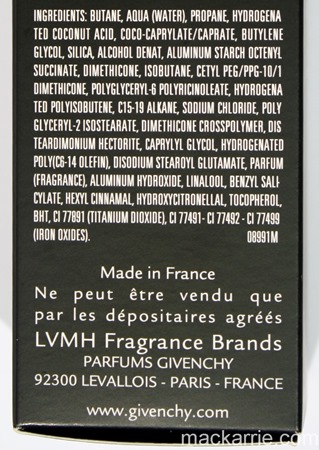 INGREDIENTS: BUTANE, AQUA (WATER), PROPANE, HYDROGENA
TED COCONUT ACID, COCO-CAPRYLATE/CAPRATE, BUTYLENE
GLYCOL, SILICA, ALCOHOL DENAT, ALUMINUM STARCH OCTENYL
SUCCINATE, DIMETHICONE, ISOBUTANE, CETYL PEG/PPG-10/1
DIMETHICONE, POLYGLYCERYL-6 POLYRICINOLEATE, HYDROGENA
TED POLYISOBUTENE, C15-19 ALKANE, SODIUM CHLORIDE, POLY
GLYCERYL-2 ISOSTEARATE, DIMETHICONE CROSSPOLYMER, DIS
TEARDIMONIUM HECTORITE, CAPRYLYL GLYCOL, HYDROGENATED
POLY(C6-14 OLEFIN), DISODIUM STEAROYL GLUTAMATE, PARFUM
(FRAGRANCE), ALUMINUM HYDROXIDE, LINALOOL, BENZYL SALI-
CYLATE, HEXYL CINNAMAL, HYDROXYCITRONELLAL, TOCOPHEROL,
BHT, CI 77891 (TITANIUM DIOXIDE), CI 77491- CI 77492 - CI 77499
(IRON OXIDES). 08991M
Made in France
Ne peut être vendu que
par les dépositaires agréés
LVMH Fragrance Brands
PARFUMS GIVENCHY
92300 LEVALLOIS - PARIS - FRANCE
www.givenchy.com
mackarrie.com